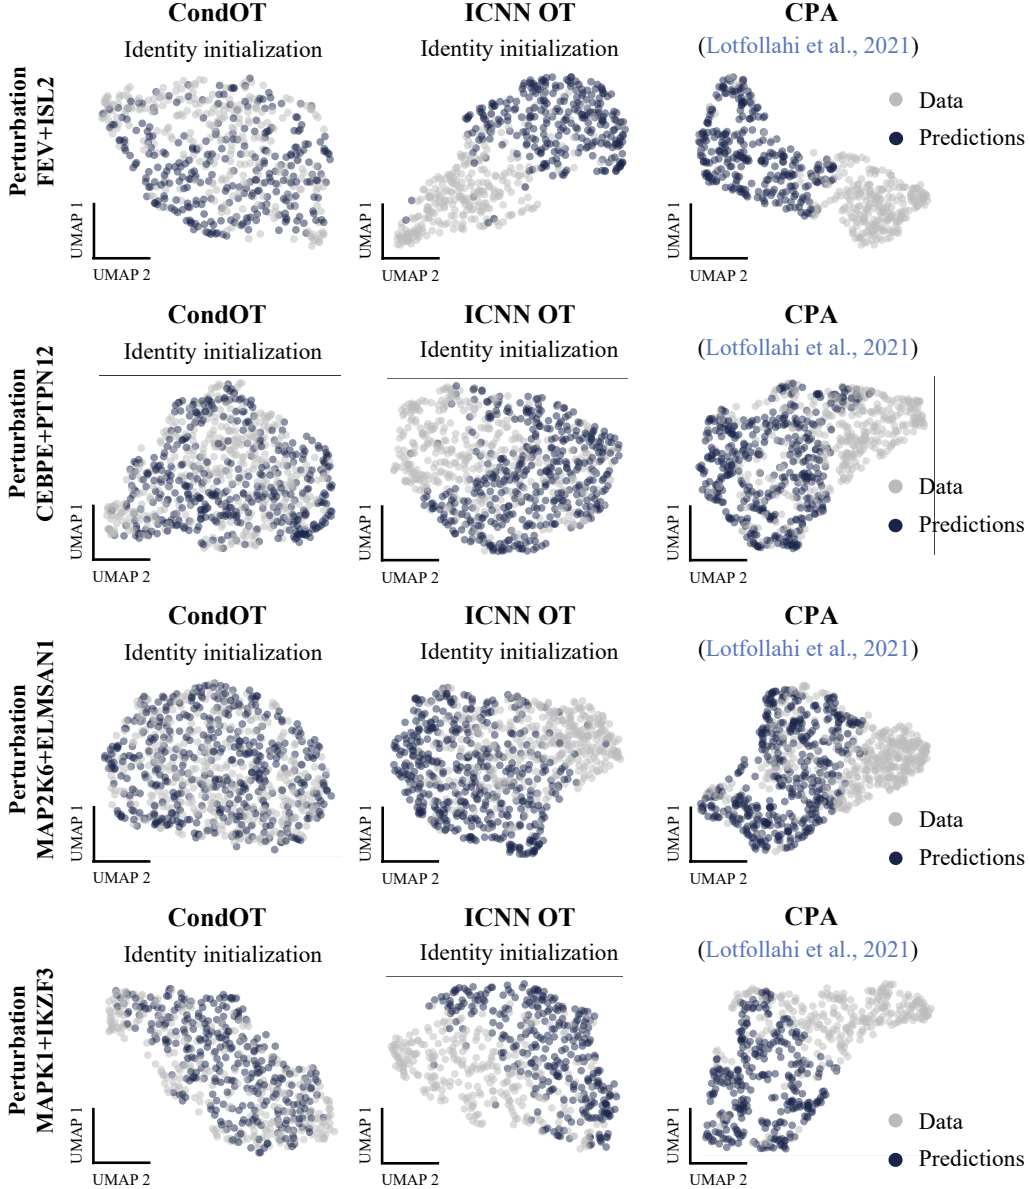 CondOT
ICNN OT
CPA
Identity initialization
Identity initialization
(Lotfollahi et al., 2021)
Perturbation
FEV+ISL2
Data
Predictions
UMAP 1
UMAP 2
UMAP 1
UMAP 2
UMAP 1
UMAP 2
CondOT
ICNN OT
CPA
Identity initialization
Identity initialization
(Lotfollahi et al., 2021)
Perturbation
CEBPE+PTPN12
Data
Predictions
UMAP 1
UMAP 2
UMAP 1
UMAP 2
UMAP 1
UMAP 2
CondOT
ICNN OT
CPA
Identity initialization
Identity initialization
(Lotfollahi et al., 2021)
Perturbation
MAP2K6+ELMSAN1
Data
Predictions
UMAP 1
UMAP 2
UMAP 1
UMAP 2
UMAP 1
UMAP 2
CondOT
ICNN OT
CPA
Identity initialization
Identity initialization
(Lotfollahi et al., 2021)
Perturbation
MAPK1+IKZF3
Data
Predictions
UMAP 1
UMAP 2
UMAP 1
UMAP 2
UMAP 1
UMAP 2